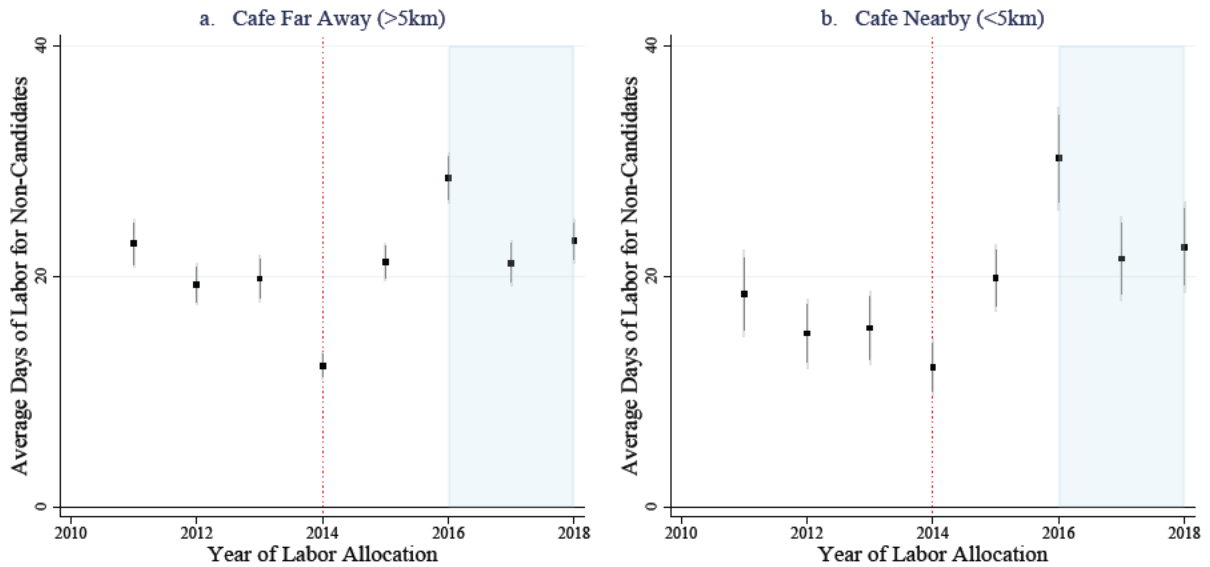 a. Cafe Far Away (>5km)
Average Days of Labor for Non-Candidates
40
20
0
2010 2012 2014 2016 2018
Year of Labor Allocation
b. Cafe Nearby (<5km)
Average Days of Labor for Non-Candidates
40
20
0
2010 2012 2014 2016 2018
Year of Labor Allocation